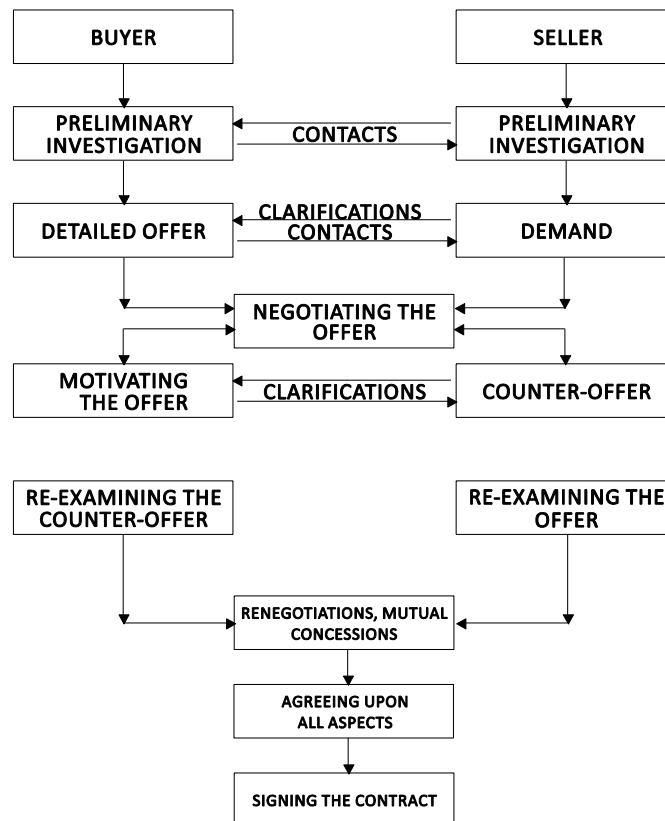 BUYER
SELLER
PRELIMINARY
INVESTIGATION
CONTACTS
PRELIMINARY
INVESTIGATION
DETAILED OFFER
CLARIFICATIONS
CONTACTS
DEMAND
NEGOTIATING THE
OFFER
MOTIVATING
THE OFFER
CLARIFICATIONS
COUNTER-OFFER
RE-EXAMINING THE
COUNTER-OFFER
RE-EXAMINING THE
OFFER
RENEGOTIATIONS, MUTUAL
CONCESSIONS
AGREEING UPON
ALL ASPECTS
SIGNING THE CONTRACT